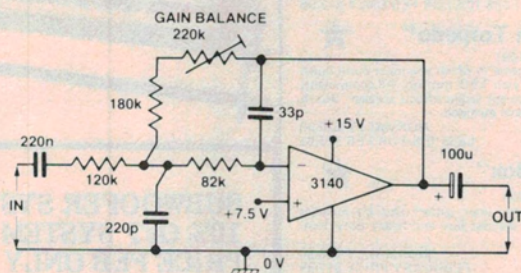 GAIN BALANCE
220k
180k
33p
+15 V
220n
120k
82k
100u
−
3140
+
IN
+7.5 V
+
OUT
220p
0 V